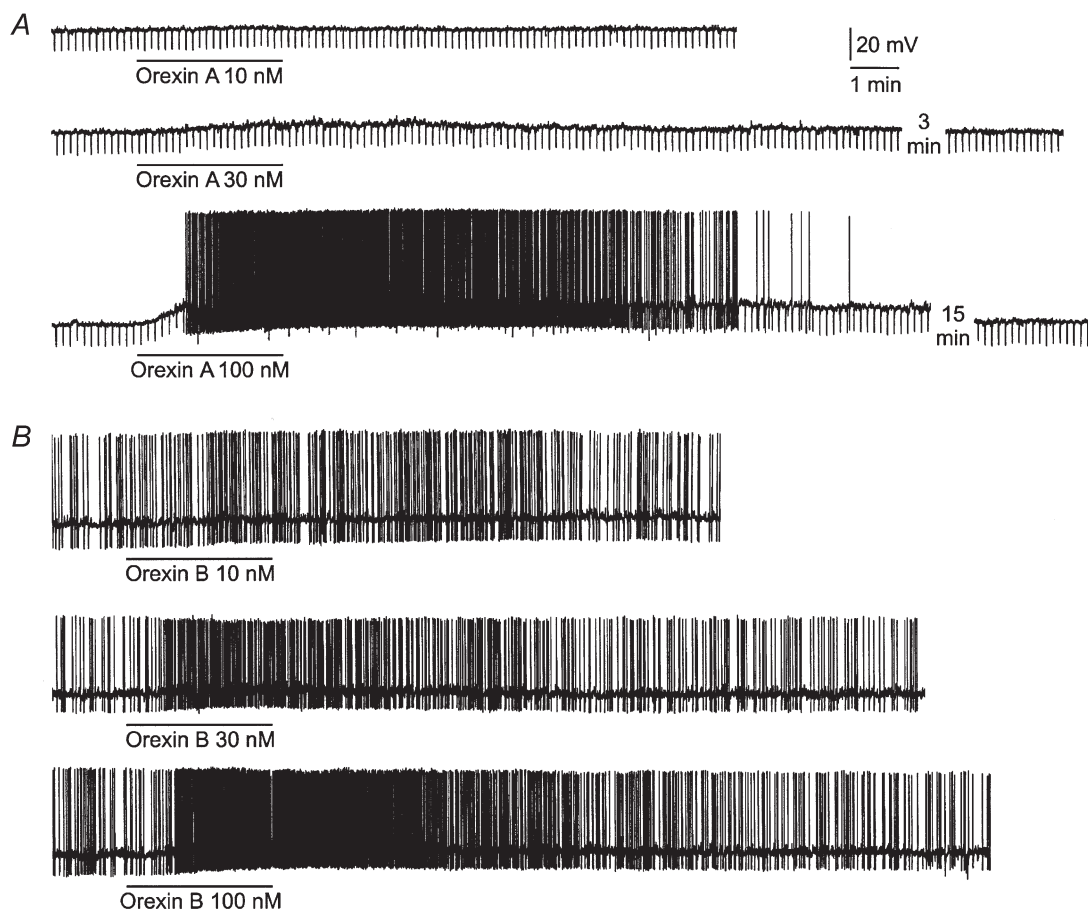 A
20 mV
1 min
Orexin A 10 nM
3
min
Orexin A 30 nM
15
min
Orexin A 100 nM
B
Orexin B 10 nM
Orexin B 30 nM
Orexin B 100 nM